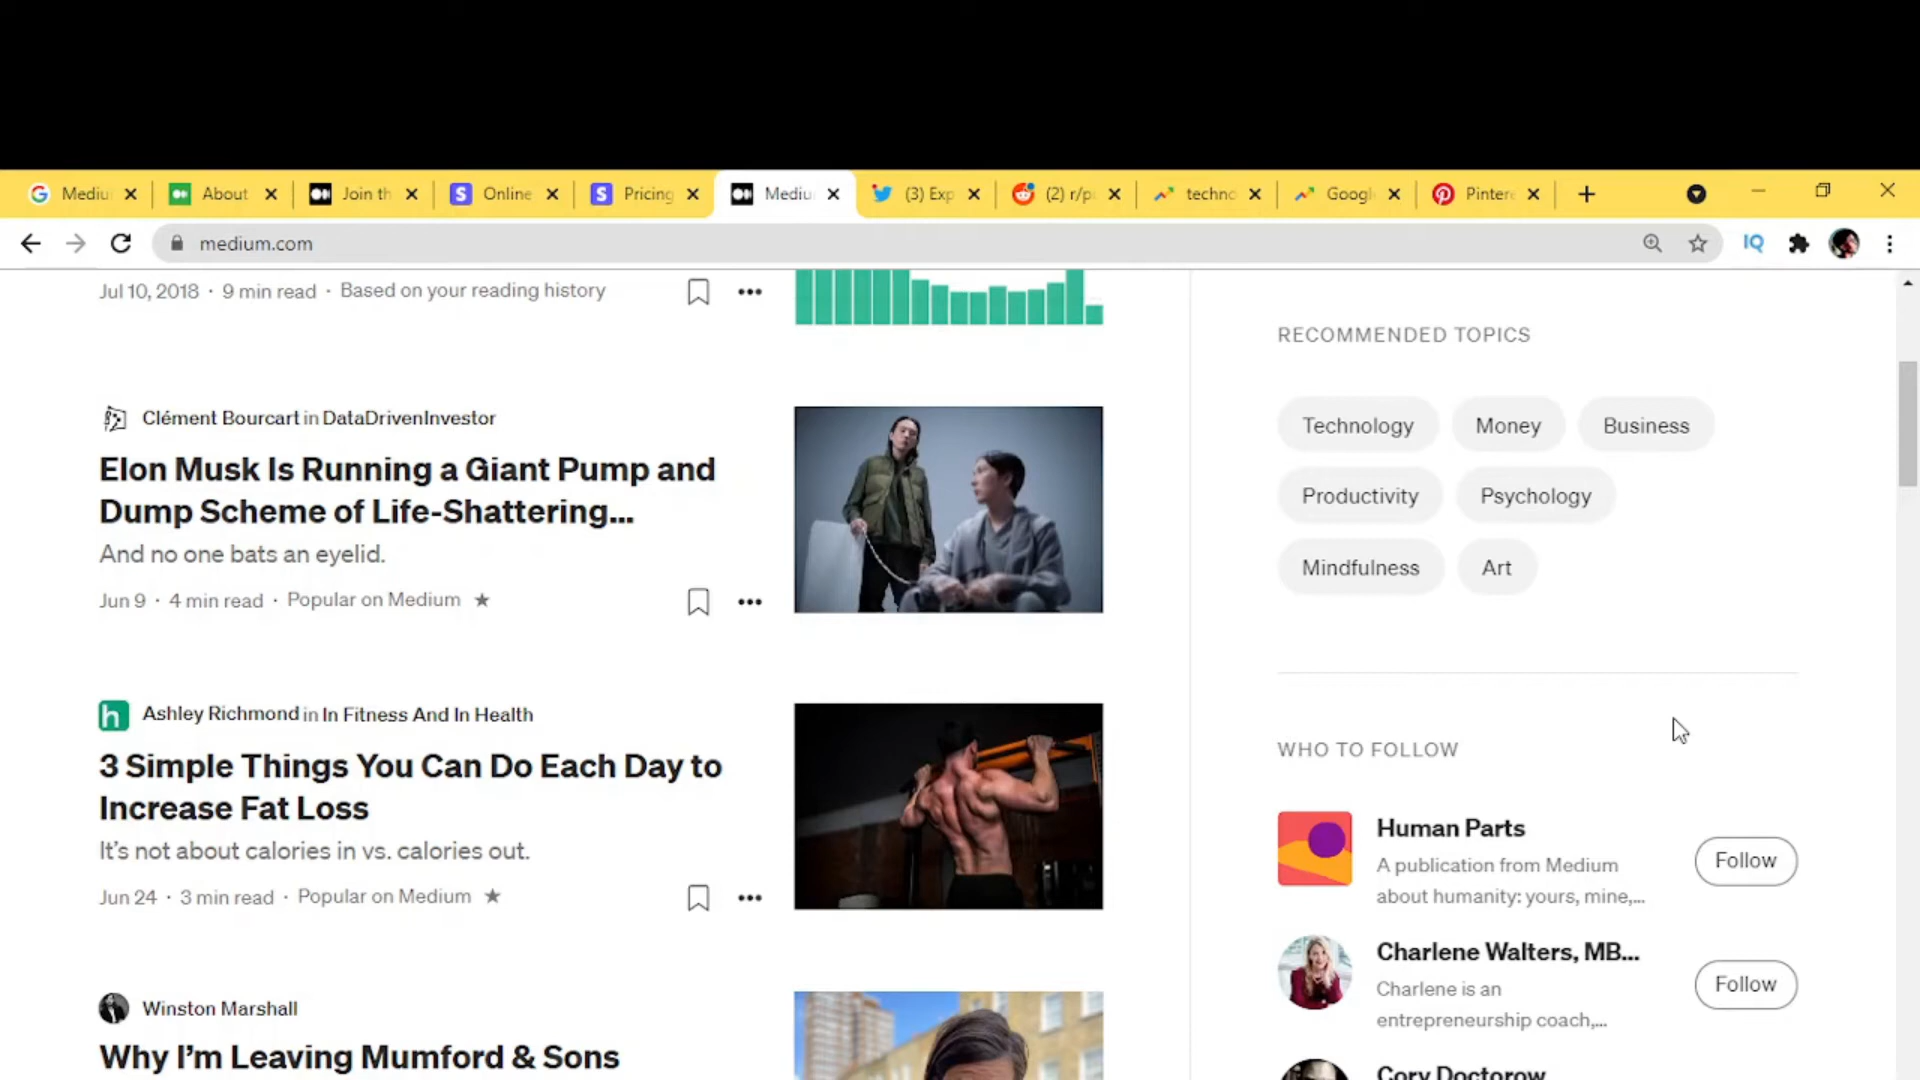 Mediu
About
Join th
Online
Pricing
Mediu
(3) Exp
(2) r/p
techno
Googl
Pinter
medium.com
IQ
Jul 10, 2018 · 9 min read · Based on your reading history
Clément Bourcart in DataDrivenInvestor
Elon Musk Is Running a Giant Pump and
Dump Scheme of Life-Shattering...
And no one bats an eyelid.
Jun 9 · 4 min read · Popular on Medium ★
h Ashley Richmond in In Fitness And In Health
3 Simple Things You Can Do Each Day to
Increase Fat Loss
It's not about calories in vs. calories out.
Jun 24 · 3 min read · Popular on Medium ★
Winston Marshall
Why I'm Leaving Mumford & Sons
RECOMMENDED TOPICS
Technology Money Business
Productivity Psychology
Mindfulness Art
WHO TO FOLLOW
Human Parts
A publication from Medium
about humanity: yours, mine,...
Follow
Charlene Walters, MB...
Charlene is an
entrepreneurship coach,...
Follow
Cory Doctorow